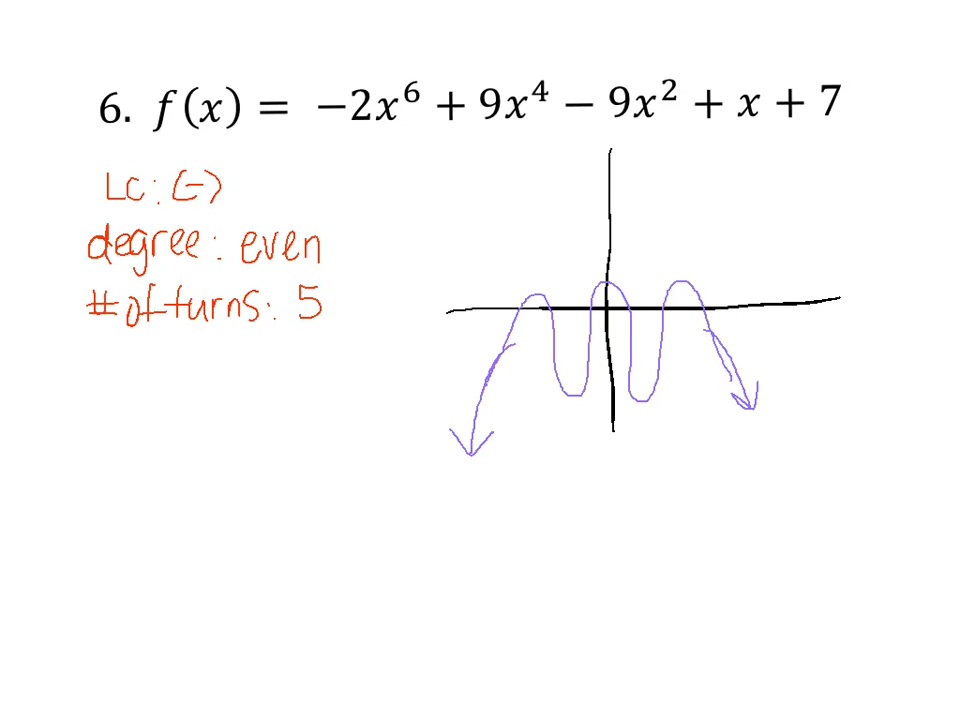 6. f(x) = −2x⁶ + 9x⁴ − 9x² + x + 7
LC: (-)
degree: even
# of turns: 5